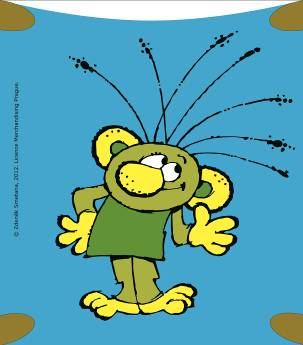 © Zdeněk Smetana, 2012. Licence Merchandising Prague.